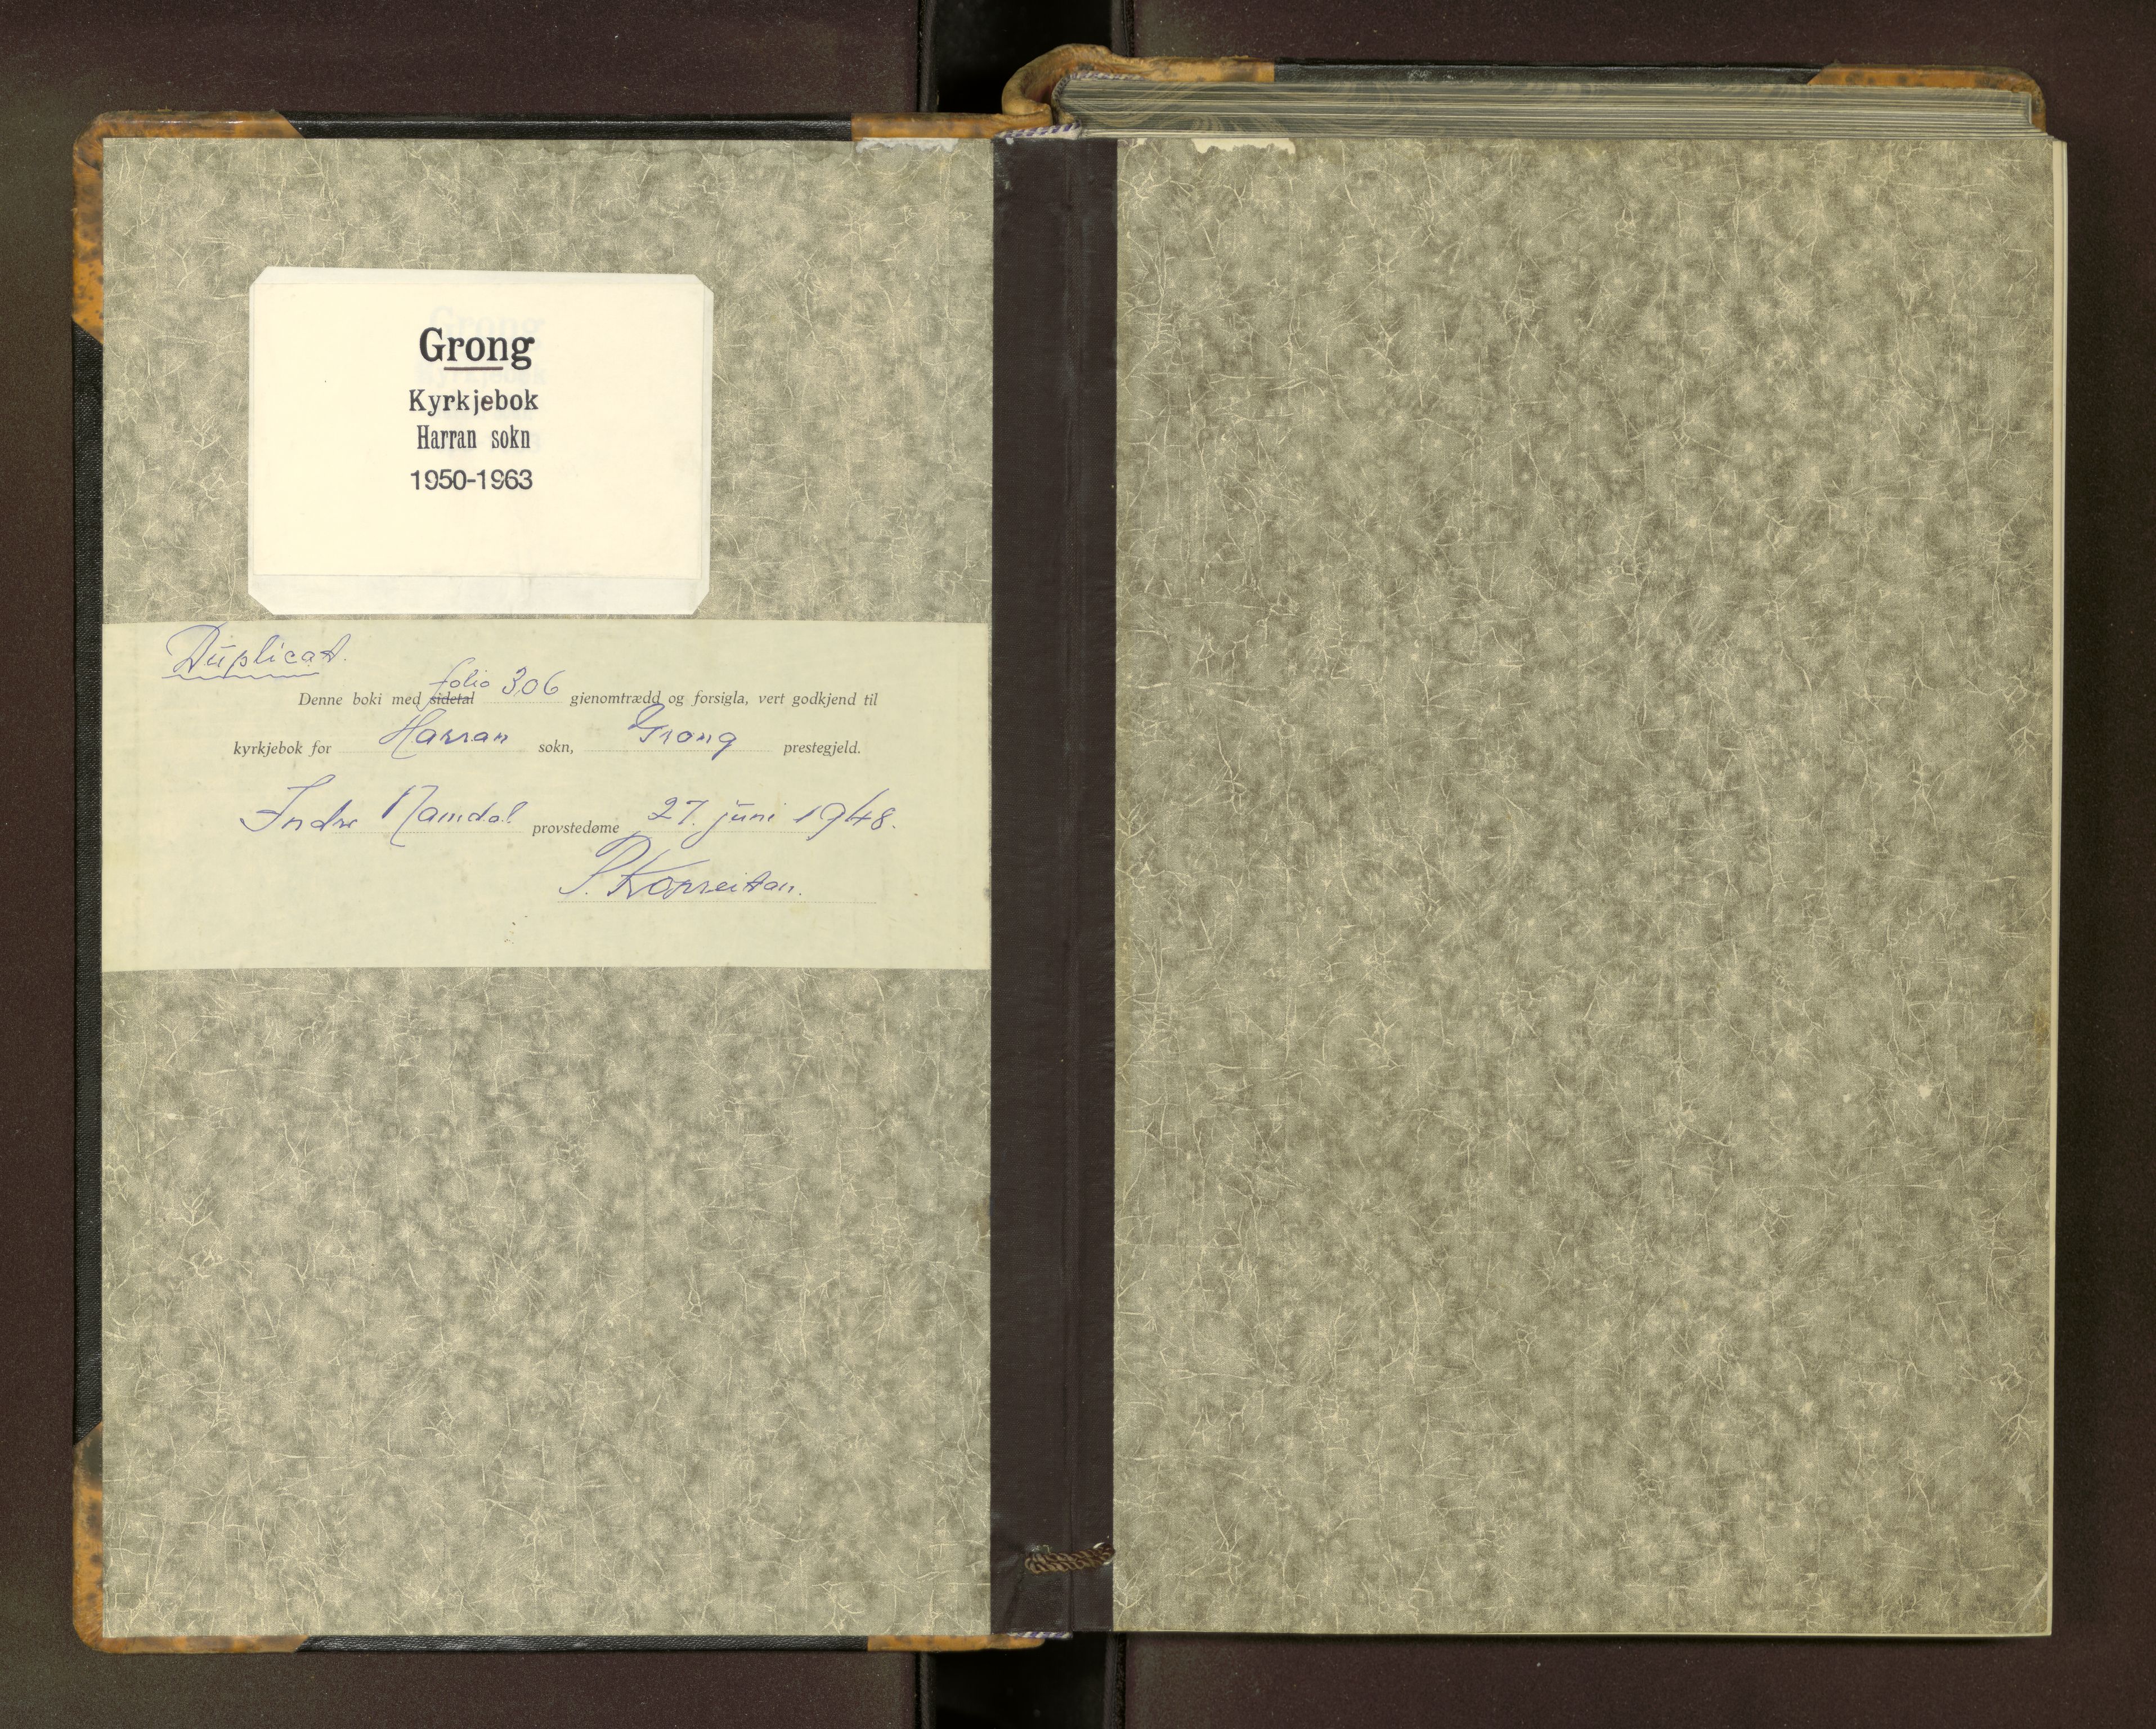 Grong
Kyrkjebok
Harran sokn
1950-1963
Duplicat.
folio 306
Denne boki med sidetal gjenomtrædd og forsigla, vert godkjend til
kyrkjebok for Harran sokn, Grong prestegjeld.
Indre Namdal provstedøme 27. juni 1948.
P.